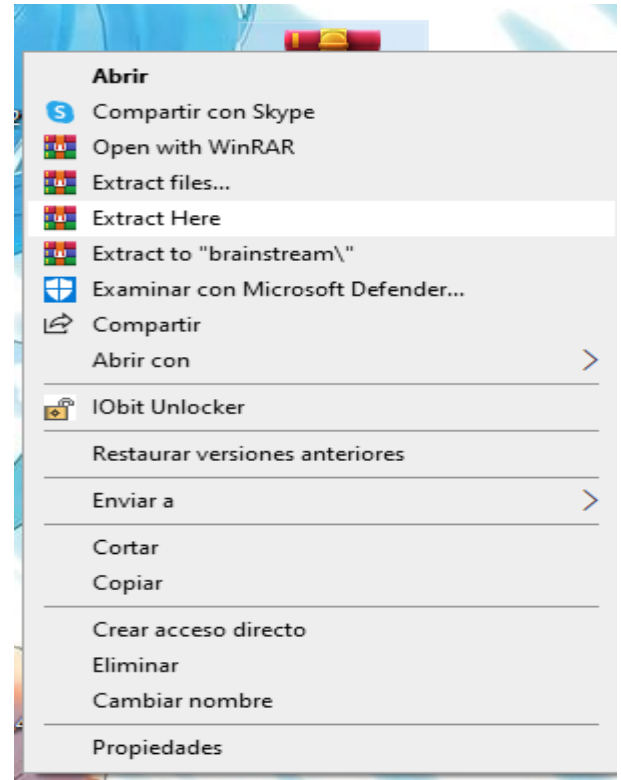 Abrir
Compartir con Skype
Open with WinRAR
Extract files...
Extract Here
Extract to "brainstream\"
Examinar con Microsoft Defender...
Compartir
Abrir con
IObit Unlocker
Restaurar versiones anteriores
Enviar a
Cortar
Copiar
Crear acceso directo
Eliminar
Cambiar nombre
Propiedades